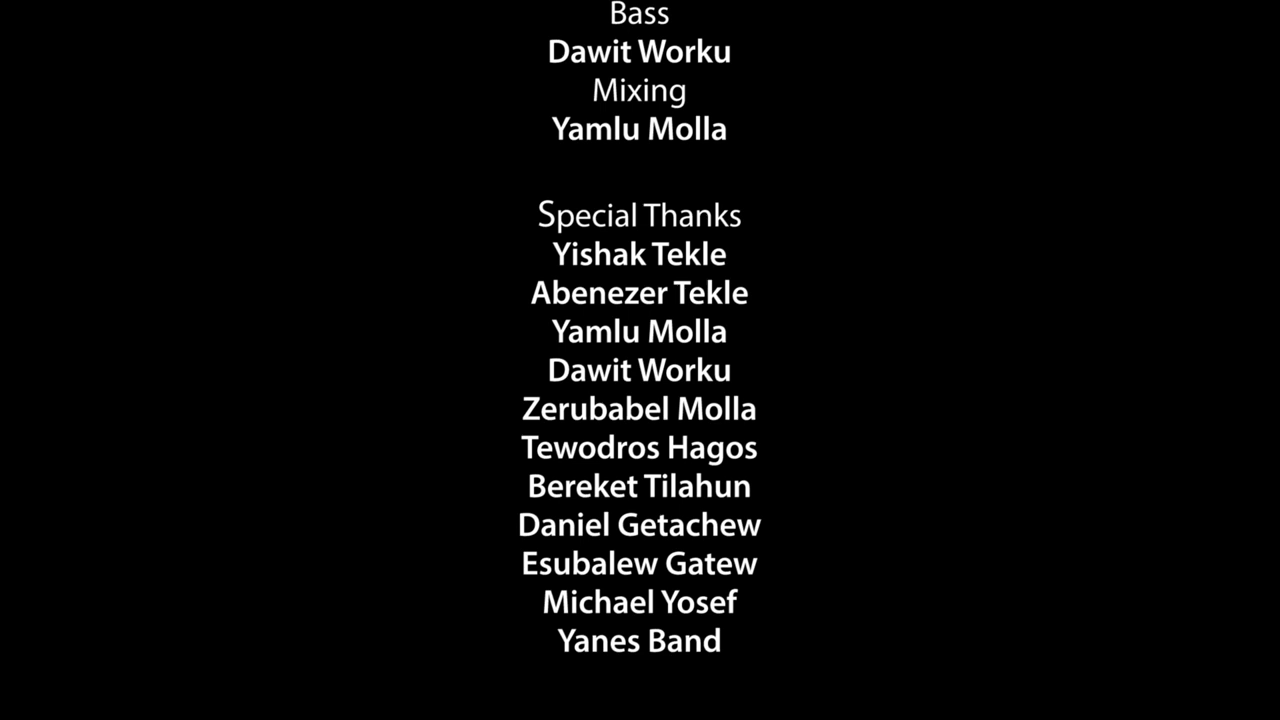 Bass
Dawit Worku
Mixing
Yamlu Molla
Special Thanks
Yishak Tekle
Abenezer Tekle
Yamlu Molla
Dawit Worku
Zerubabel Molla
Tewodros Hagos
Bereket Tilahun
Daniel Getachew
Esubalew Gatew
Michael Yosef
Yanes Band